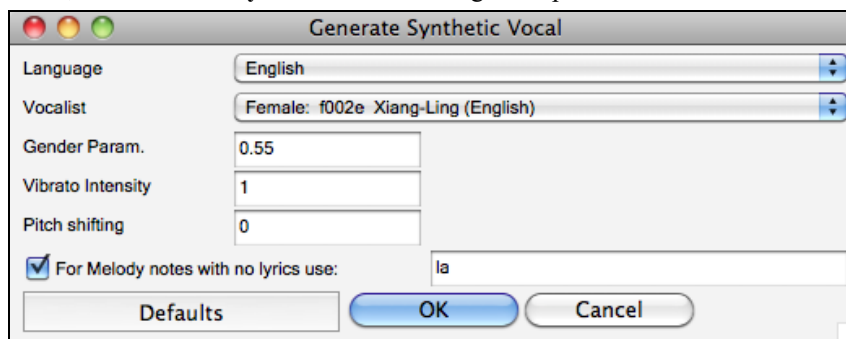 Generate Synthetic Vocal
Language English
Vocalist Female: f002e Xiang-Ling (English)
Gender Param. 0.55
Vibrato Intensity 1
Pitch shifting 0
For Melody notes with no lyrics use: la
Defaults OK Cancel